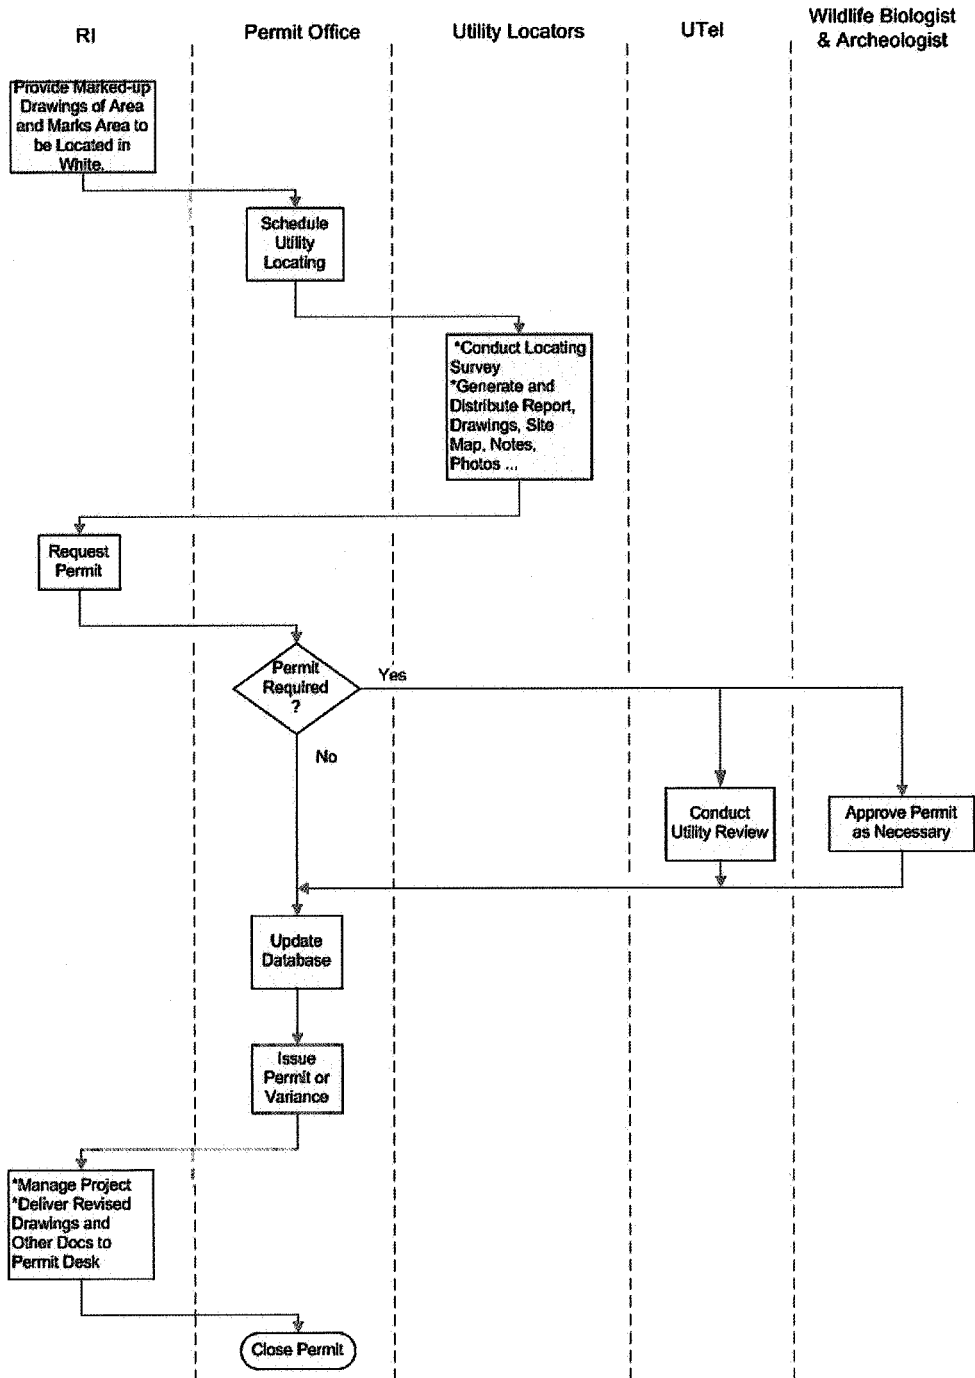 RI
Permit Office
Utility Locators
UTel
Wildlife Biologist
& Archeologist
Provide Marked-up
Drawings of Area
and Marks Area to
be Located in
White.
Schedule
Utility
Locating
*Conduct Locating
Survey
*Generate and
Distribute Report,
Drawings, Site
Map, Notes,
Photos ...
Request
Permit
Permit
Required
?
Yes
No
Conduct
Utility Review
Approve Permit
as Necessary
Update
Database
Issue
Permit or
Variance
*Manage Project
*Deliver Revised
Drawings and
Other Docs to
Permit Desk
Close Permit